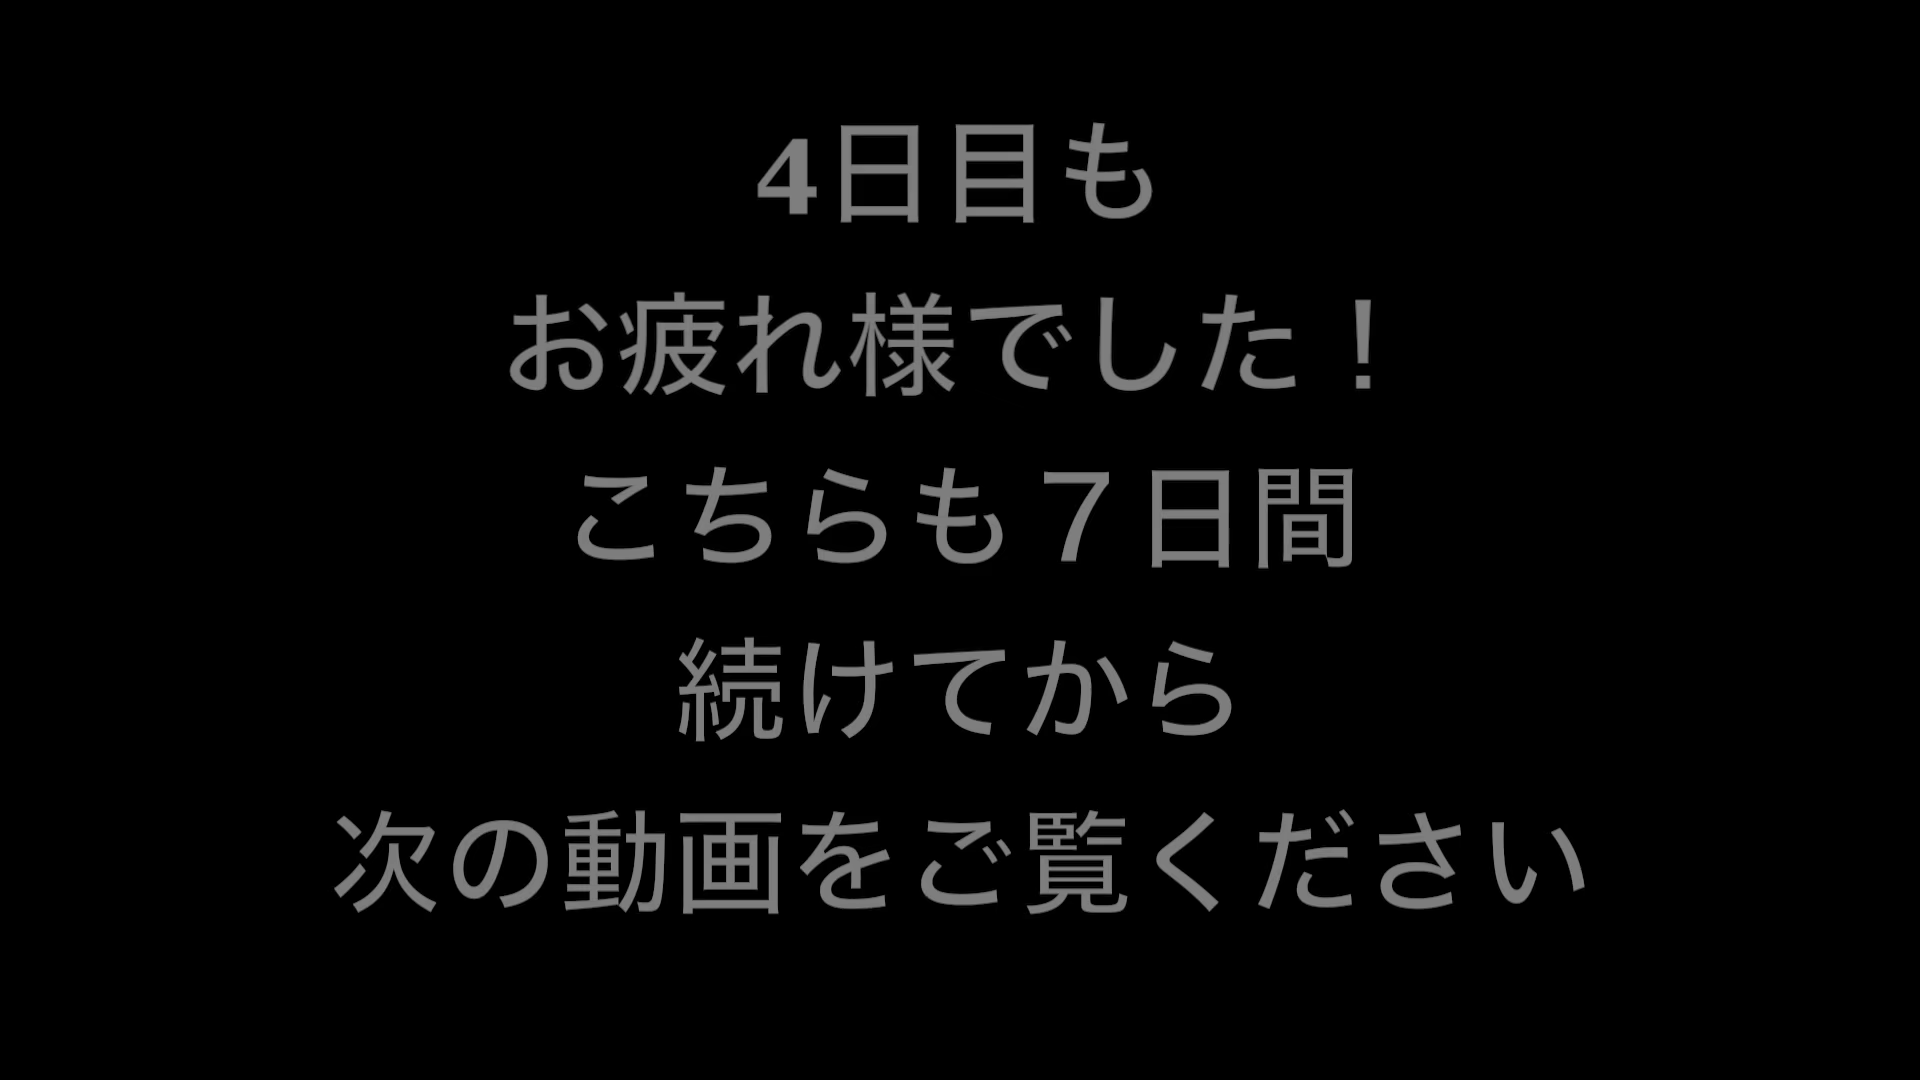 4日目も
お疲れ様でした！
こちらも７日間
続けてから
次の動画をご覧ください